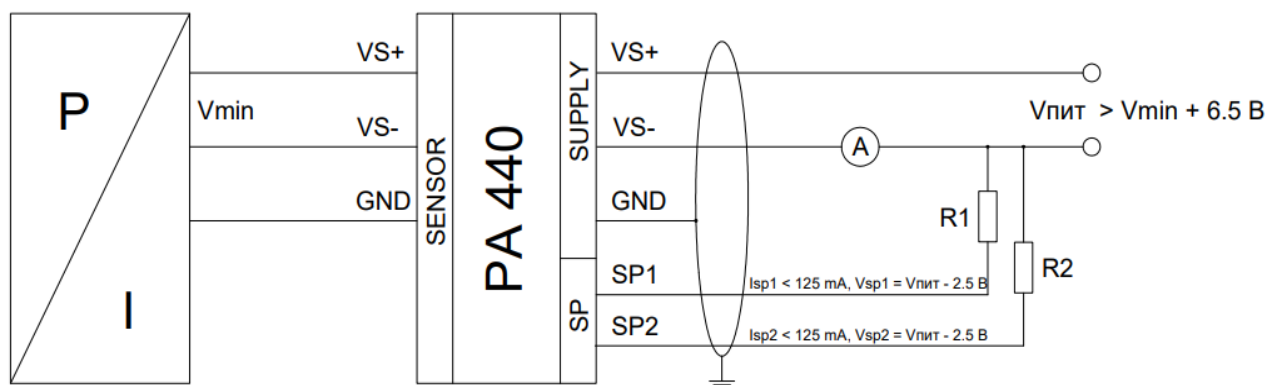 P
I
Vmin
VS+
VS-
GND
SENSOR
PA 440
SUPPLY
SP
VS+
VS-
GND
SP1
SP2
A
Vпит > Vmin + 6.5 В
R1
R2
Isp1 < 125 mA, Vsp1 = Vпит - 2.5 В
Isp2 < 125 mA, Vsp2 = Vпит - 2.5 В